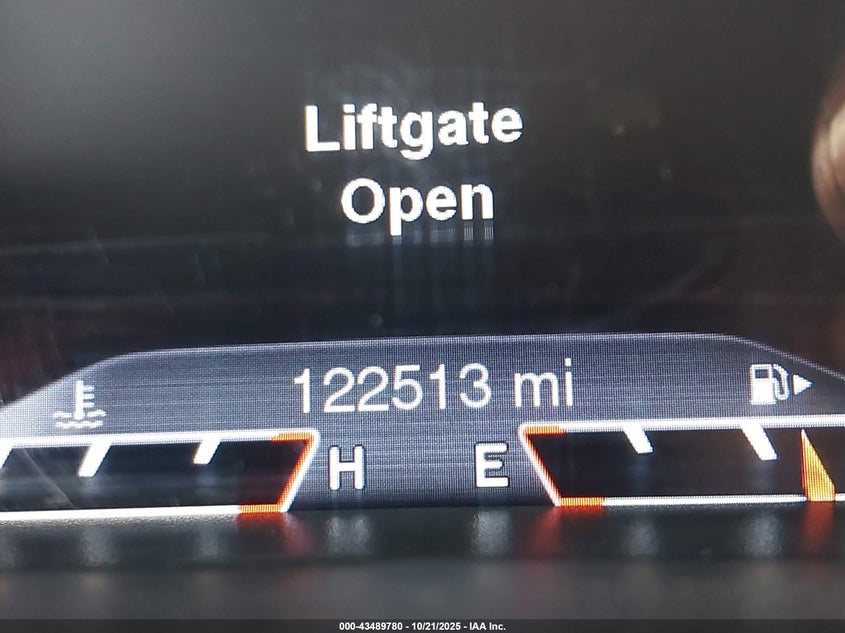 Liftgate
Open
122513 mi
H E
000-43489780 - 10/21/2025 - IAA Inc.